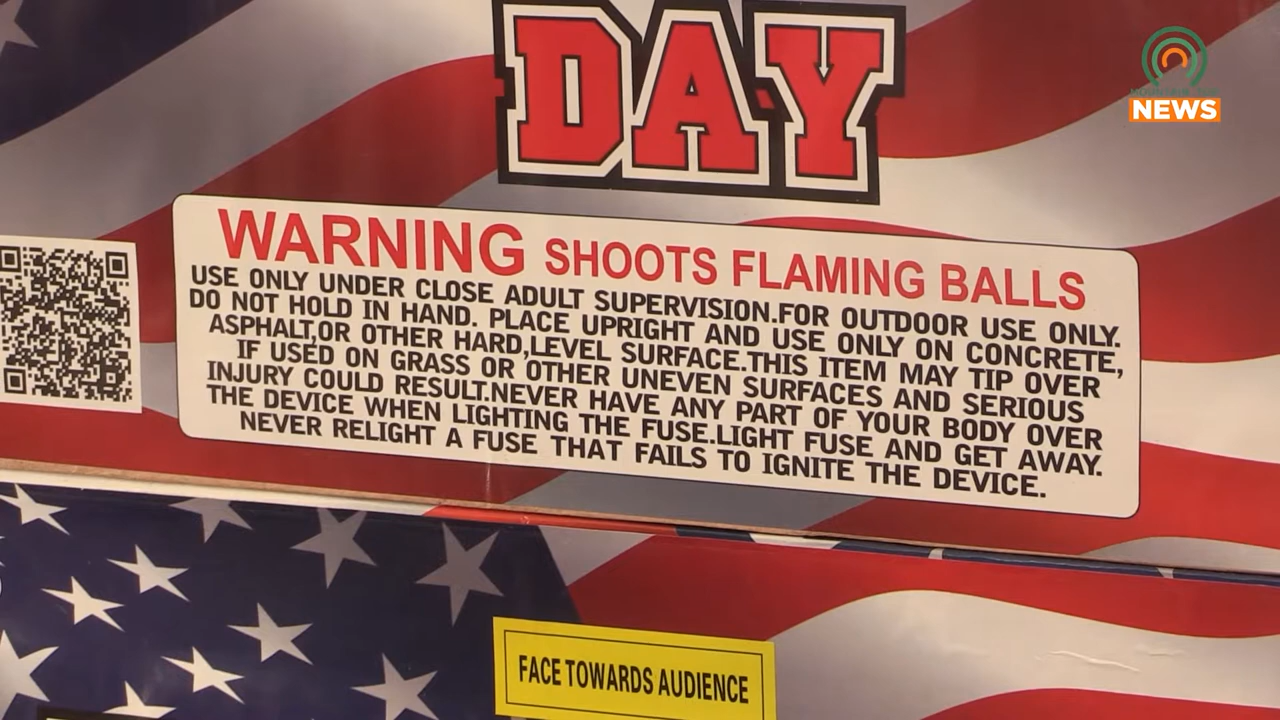 DAY
NEWS
WARNING SHOOTS FLAMING BALLS
USE ONLY UNDER CLOSE ADULT SUPERVISION.FOR OUTDOOR USE ONLY.
DO NOT HOLD IN HAND. PLACE UPRIGHT AND USE ONLY ON CONCRETE,
ASPHALT,OR OTHER HARD,LEVEL SURFACE.THIS ITEM MAY TIP OVER
IF USED ON GRASS OR OTHER UNEVEN SURFACES AND SERIOUS
INJURY COULD RESULT.NEVER HAVE ANY PART OF YOUR BODY OVER
THE DEVICE WHEN LIGHTING THE FUSE.LIGHT FUSE AND GET AWAY.
NEVER RELIGHT A FUSE THAT FAILS TO IGNITE THE DEVICE.
FACE TOWARDS AUDIENCE